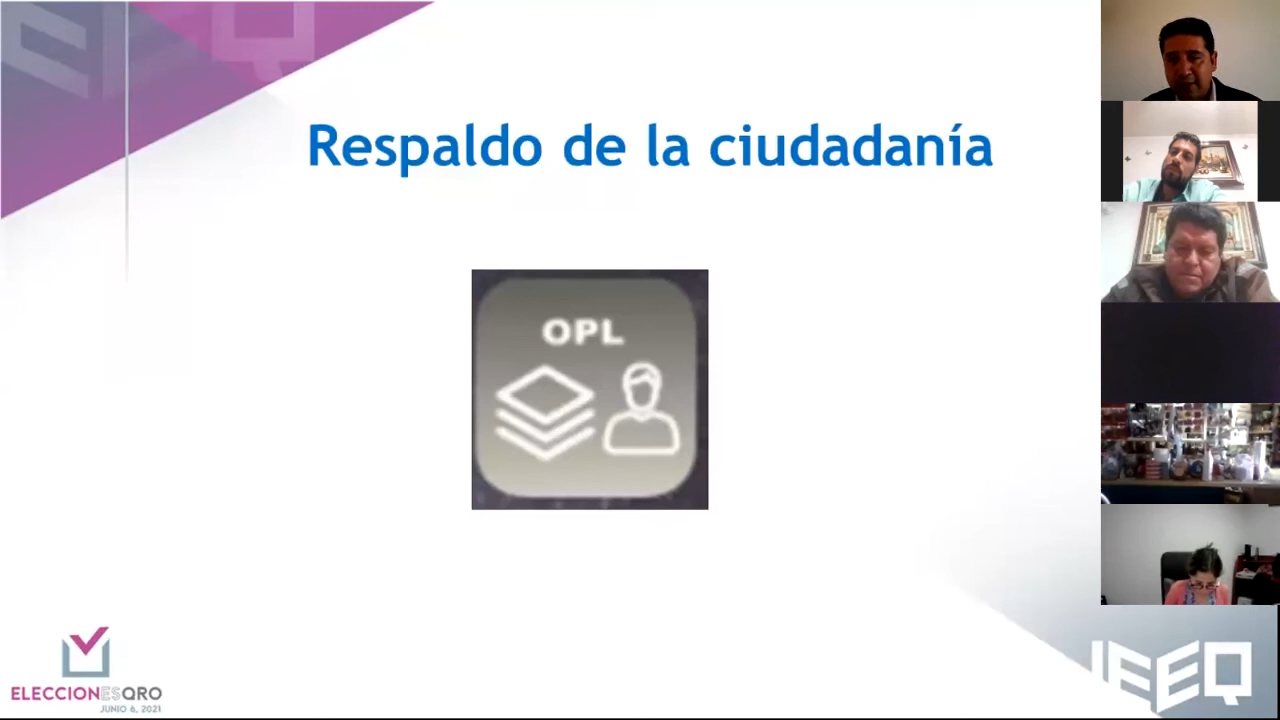 Respaldo de la ciudadanía
OPL
ELECCIONESQRO
JUNIO 6, 2021
IEEQ